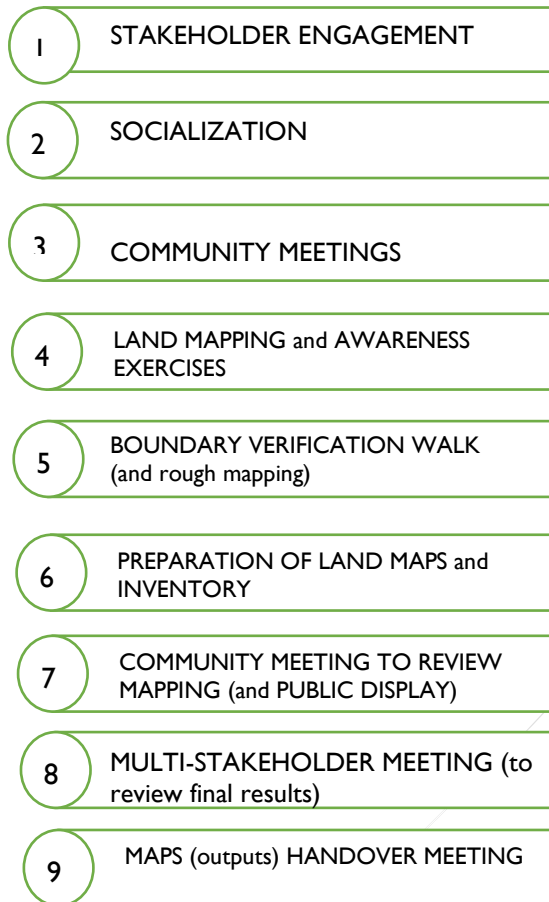 1 STAKEHOLDER ENGAGEMENT
2 SOCIALIZATION
3 COMMUNITY MEETINGS
4 LAND MAPPING and AWARENESS
EXERCISES
5 BOUNDARY VERIFICATION WALK
(and rough mapping)
6 PREPARATION OF LAND MAPS and
INVENTORY
7 COMMUNITY MEETING TO REVIEW
MAPPING (and PUBLIC DISPLAY)
8 MULTI-STAKEHOLDER MEETING (to
review final results)
9 MAPS (outputs) HANDOVER MEETING